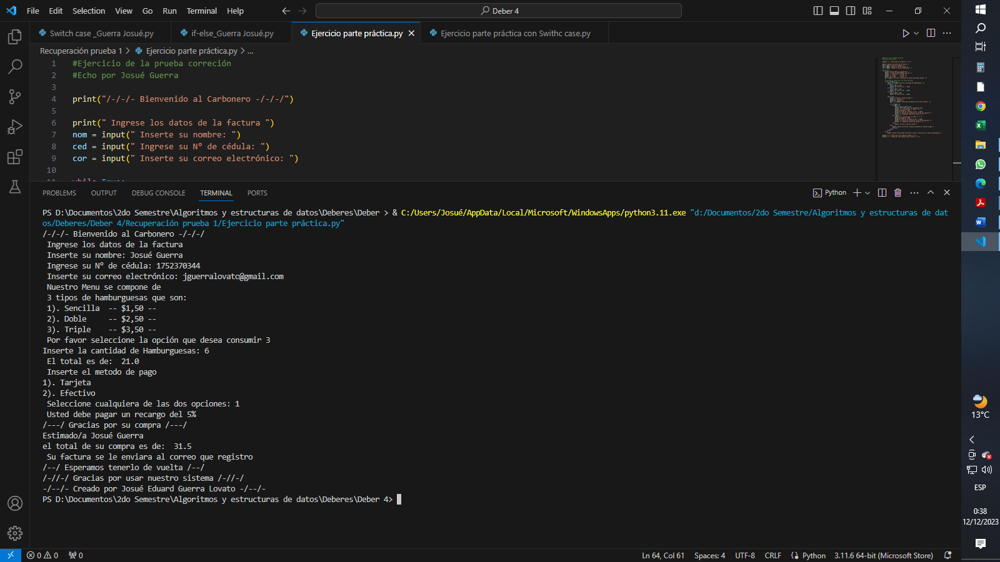 File Edit Selection View Go Run Terminal Help
Deber 4
Switch case _Guerra Josué.py
if-else_Guerra Josué.py
Ejercicio parte práctica.py
Ejercicio parte práctica con Swithc case.py
Recuperación prueba 1 > Ejercicio parte práctica.py > ...
1 #Ejercicio de la prueba correción
2 #Echo por Josué Guerra
3
4 print("/-/-/- Bienvenido al Carbonero -/-/-/")
5
6 print(" Ingrese los datos de la factura ")
7 nom = input(" Inserte su nombre: ")
8 ced = input(" Ingrese su Nº de cédula: ")
9 cor = input(" Inserte su correo electrónico: ")
10
11 while True:
PROBLEMS OUTPUT DEBUG CONSOLE TERMINAL PORTS
Python
PS D:\Documentos\2do Semestre\Algoritmos y estructuras de datos\Deberes\Deber > & C:/Users/Josué/AppData/Local/Microsoft/WindowsApps/python3.11.exe "d:/Documentos/2do Semestre/Algoritmos y estructuras de dat
os/Deberes/Deber 4/Recuperación prueba 1/Ejercicio parte práctica.py"
/-/-/- Bienvenido al Carbonero -/-/-/
Ingrese los datos de la factura
Inserte su nombre: Josué Guerra
Ingrese su Nº de cédula: 1752370344
Inserte su correo electrónico: jguerralovato@gmail.com
Nuestro Menu se compone de
3 tipos de hamburguesas que son:
1). Sencilla -- $1,50 --
2). Doble -- $2,50 --
3). Triple -- $3,50 --
Por favor seleccione la opción que desea consumir 3
Inserte la cantidad de Hamburguesas: 6
El total es de: 21.0
Inserte el metodo de pago
1). Tarjeta
2). Efectivo
Seleccione cualquiera de las dos opciones: 1
Usted debe pagar un recargo del 5%
/---/ Gracias por su compra /---/
Estimado/a Josué Guerra
el total de su compra es de: 31.5
Su factura se le enviara al correo que registro
/--/ Esperamos tenerlo de vuelta /--/
/-//-/ Gracias por usar nuestro sistema /-//-/
-/--/- Creado por Josué Eduard Guerra Lovato -/--/-
PS D:\Documentos\2do Semestre\Algoritmos y estructuras de datos\Deberes\Deber 4>
0 0 0
Ln 64, Col 61 Spaces: 4 UTF-8 CRLF Python 3.11.6 64-bit (Microsoft Store)
13°C
ESP
0:38
12/12/2023